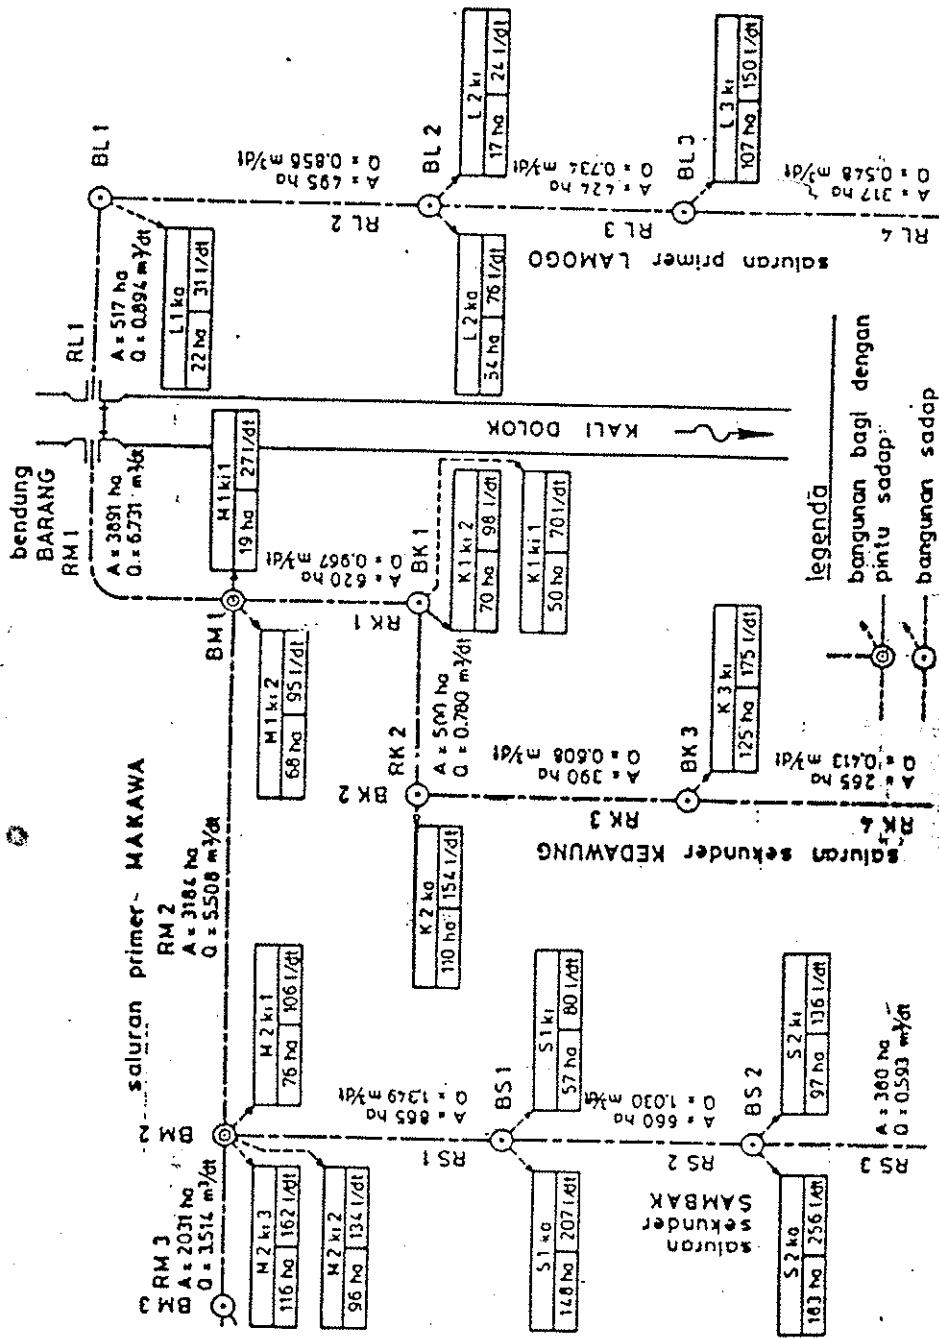 bendung
BARANG
RM 1
A = 3891 ha
Q = 6.731 m³/dt
RL 1
A = 517 ha
Q = 0.894 m³/dt
BL 1
L 1 ka
22 ha 31 l/dt
RL 2
A = 495 ha
Q = 0.856 m³/dt
BL 2
L 2 ki
17 ha 24 l/dt
L 2 ka
54 ha 76 l/dt
RL 3
A = 424 ha
Q = 0.734 m³/dt
BL 3
L 3 ki
107 ha 150 l/dt
saluran primer LAMOGO
RL 4
A = 317 ha
Q = 0.548 m³/dt
KALI DOLOK
saluran primer- MAKAWA
BM 1
M 1 ki 1
19 ha 27 l/dt
M 1 ki 2
68 ha 95 l/dt
RK 1
A = 620 ha
Q = 0.967 m³/dt
BK 1
K 1 ki 2
70 ha 98 l/dt
K 1 ki 1
50 ha 70 l/dt
RK 2
A = 500 ha
Q = 0.780 m³/dt
BK 2
K 2 ka
110 ha 154 l/dt
RK 3
A = 390 ha
Q = 0.608 m³/dt
BK 3
K 3 ki
125 ha 175 l/dt
saluran sekunder KEDAWUNG
RK 4
A = 265 ha
Q = 0.413 m³/dt
RM 2
A = 3184 ha
Q = 5.508 m³/dt
BM 2
M 2 ki 1
76 ha 106 l/dt
M 2 ki 3
116 ha 162 l/dt
M 2 ki 2
96 ha 134 l/dt
RM 3
A = 2031 ha
Q = 3.514 m³/dt
BM 3
RS 1
A = 865 ha
Q = 1.349 m³/dt
BS 1
S 1 ki
57 ha 80 l/dt
S 1 ka
148 ha 207 l/dt
RS 2
A = 660 ha
Q = 1.030 m³/dt
BS 2
S 2 ki
97 ha 136 l/dt
S 2 ka
183 ha 256 l/dt
saluran
sekunder
SAMBAK
RS 3
A = 380 ha
Q = 0.593 m³/dt
legenda
bangunan bagi dengan
pintu sadap
bangunan sadap